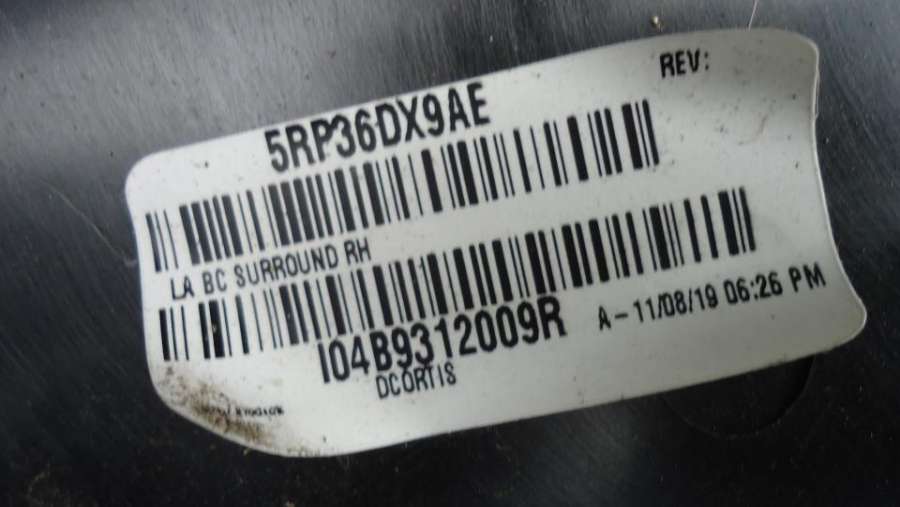 REV:
5RP36DX9AE
LA BC SURROUND RH
I04B9312009R
A-11/08/19 06:26 PM
DCORTIS